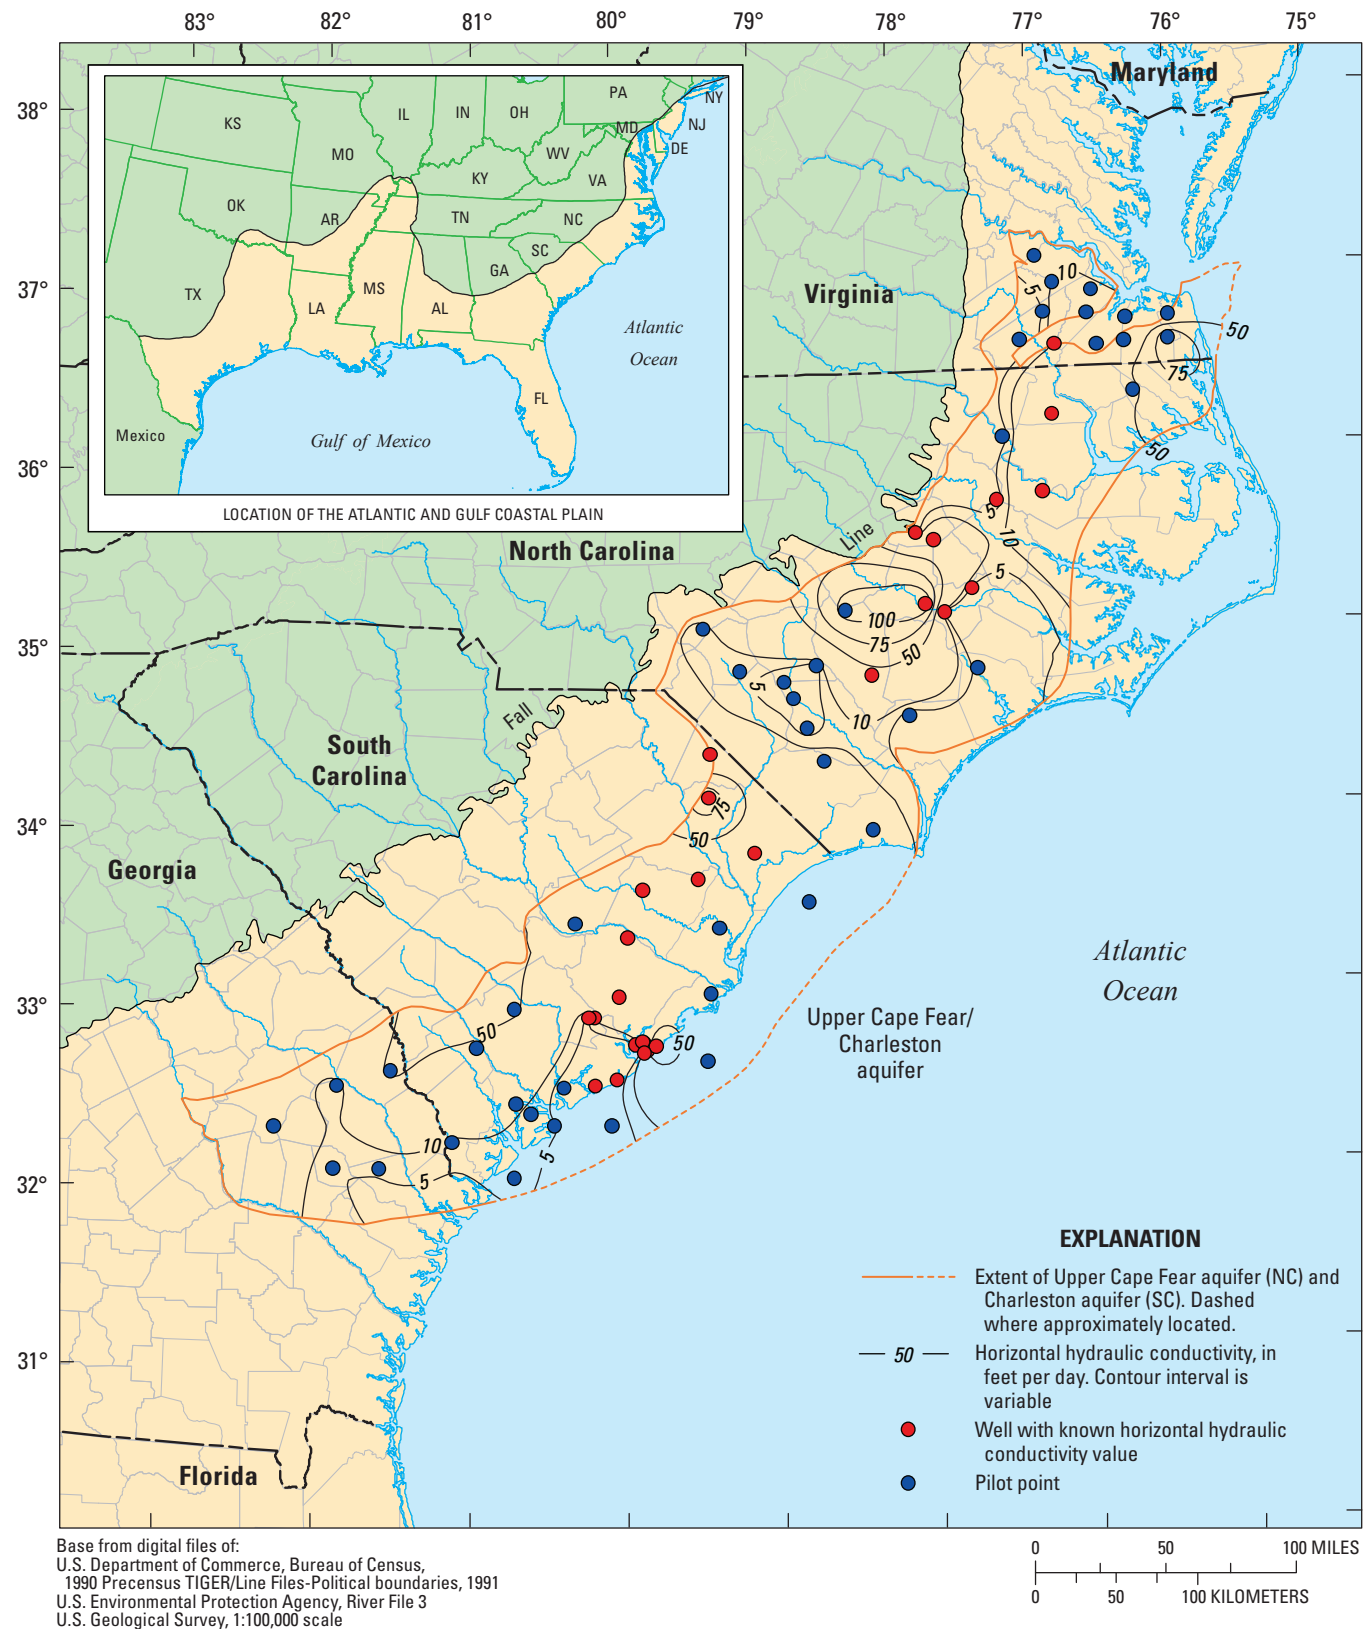 83°
82°
81°
80°
79°
78°
77°
76°
75°
38°
37°
36°
35°
34°
33°
32°
31°
KS
MO
IL
IN
OH
PA
NY
NJ
MD
DE
WV
VA
KY
OK
AR
TN
NC
SC
GA
TX
LA
MS
AL
FL
Mexico
Gulf of Mexico
Atlantic
Ocean
LOCATION OF THE ATLANTIC AND GULF COASTAL PLAIN
Maryland
Virginia
North Carolina
South
Carolina
Georgia
Florida
Fall
Line
10
5
50
75
50
5
10
5
100
75
50
5
10
75
50
50
50
10
5
5
Atlantic
Ocean
Upper Cape Fear/
Charleston
aquifer
EXPLANATION
Extent of Upper Cape Fear aquifer (NC) and
Charleston aquifer (SC). Dashed
where approximately located.
50
Horizontal hydraulic conductivity, in
feet per day. Contour interval is
variable
Well with known horizontal hydraulic
conductivity value
Pilot point
Base from digital files of:
U.S. Department of Commerce, Bureau of Census,
1990 Precensus TIGER/Line Files-Political boundaries, 1991
U.S. Environmental Protection Agency, River File 3
U.S. Geological Survey, 1:100,000 scale
0 50 100 MILES
0 50 100 KILOMETERS